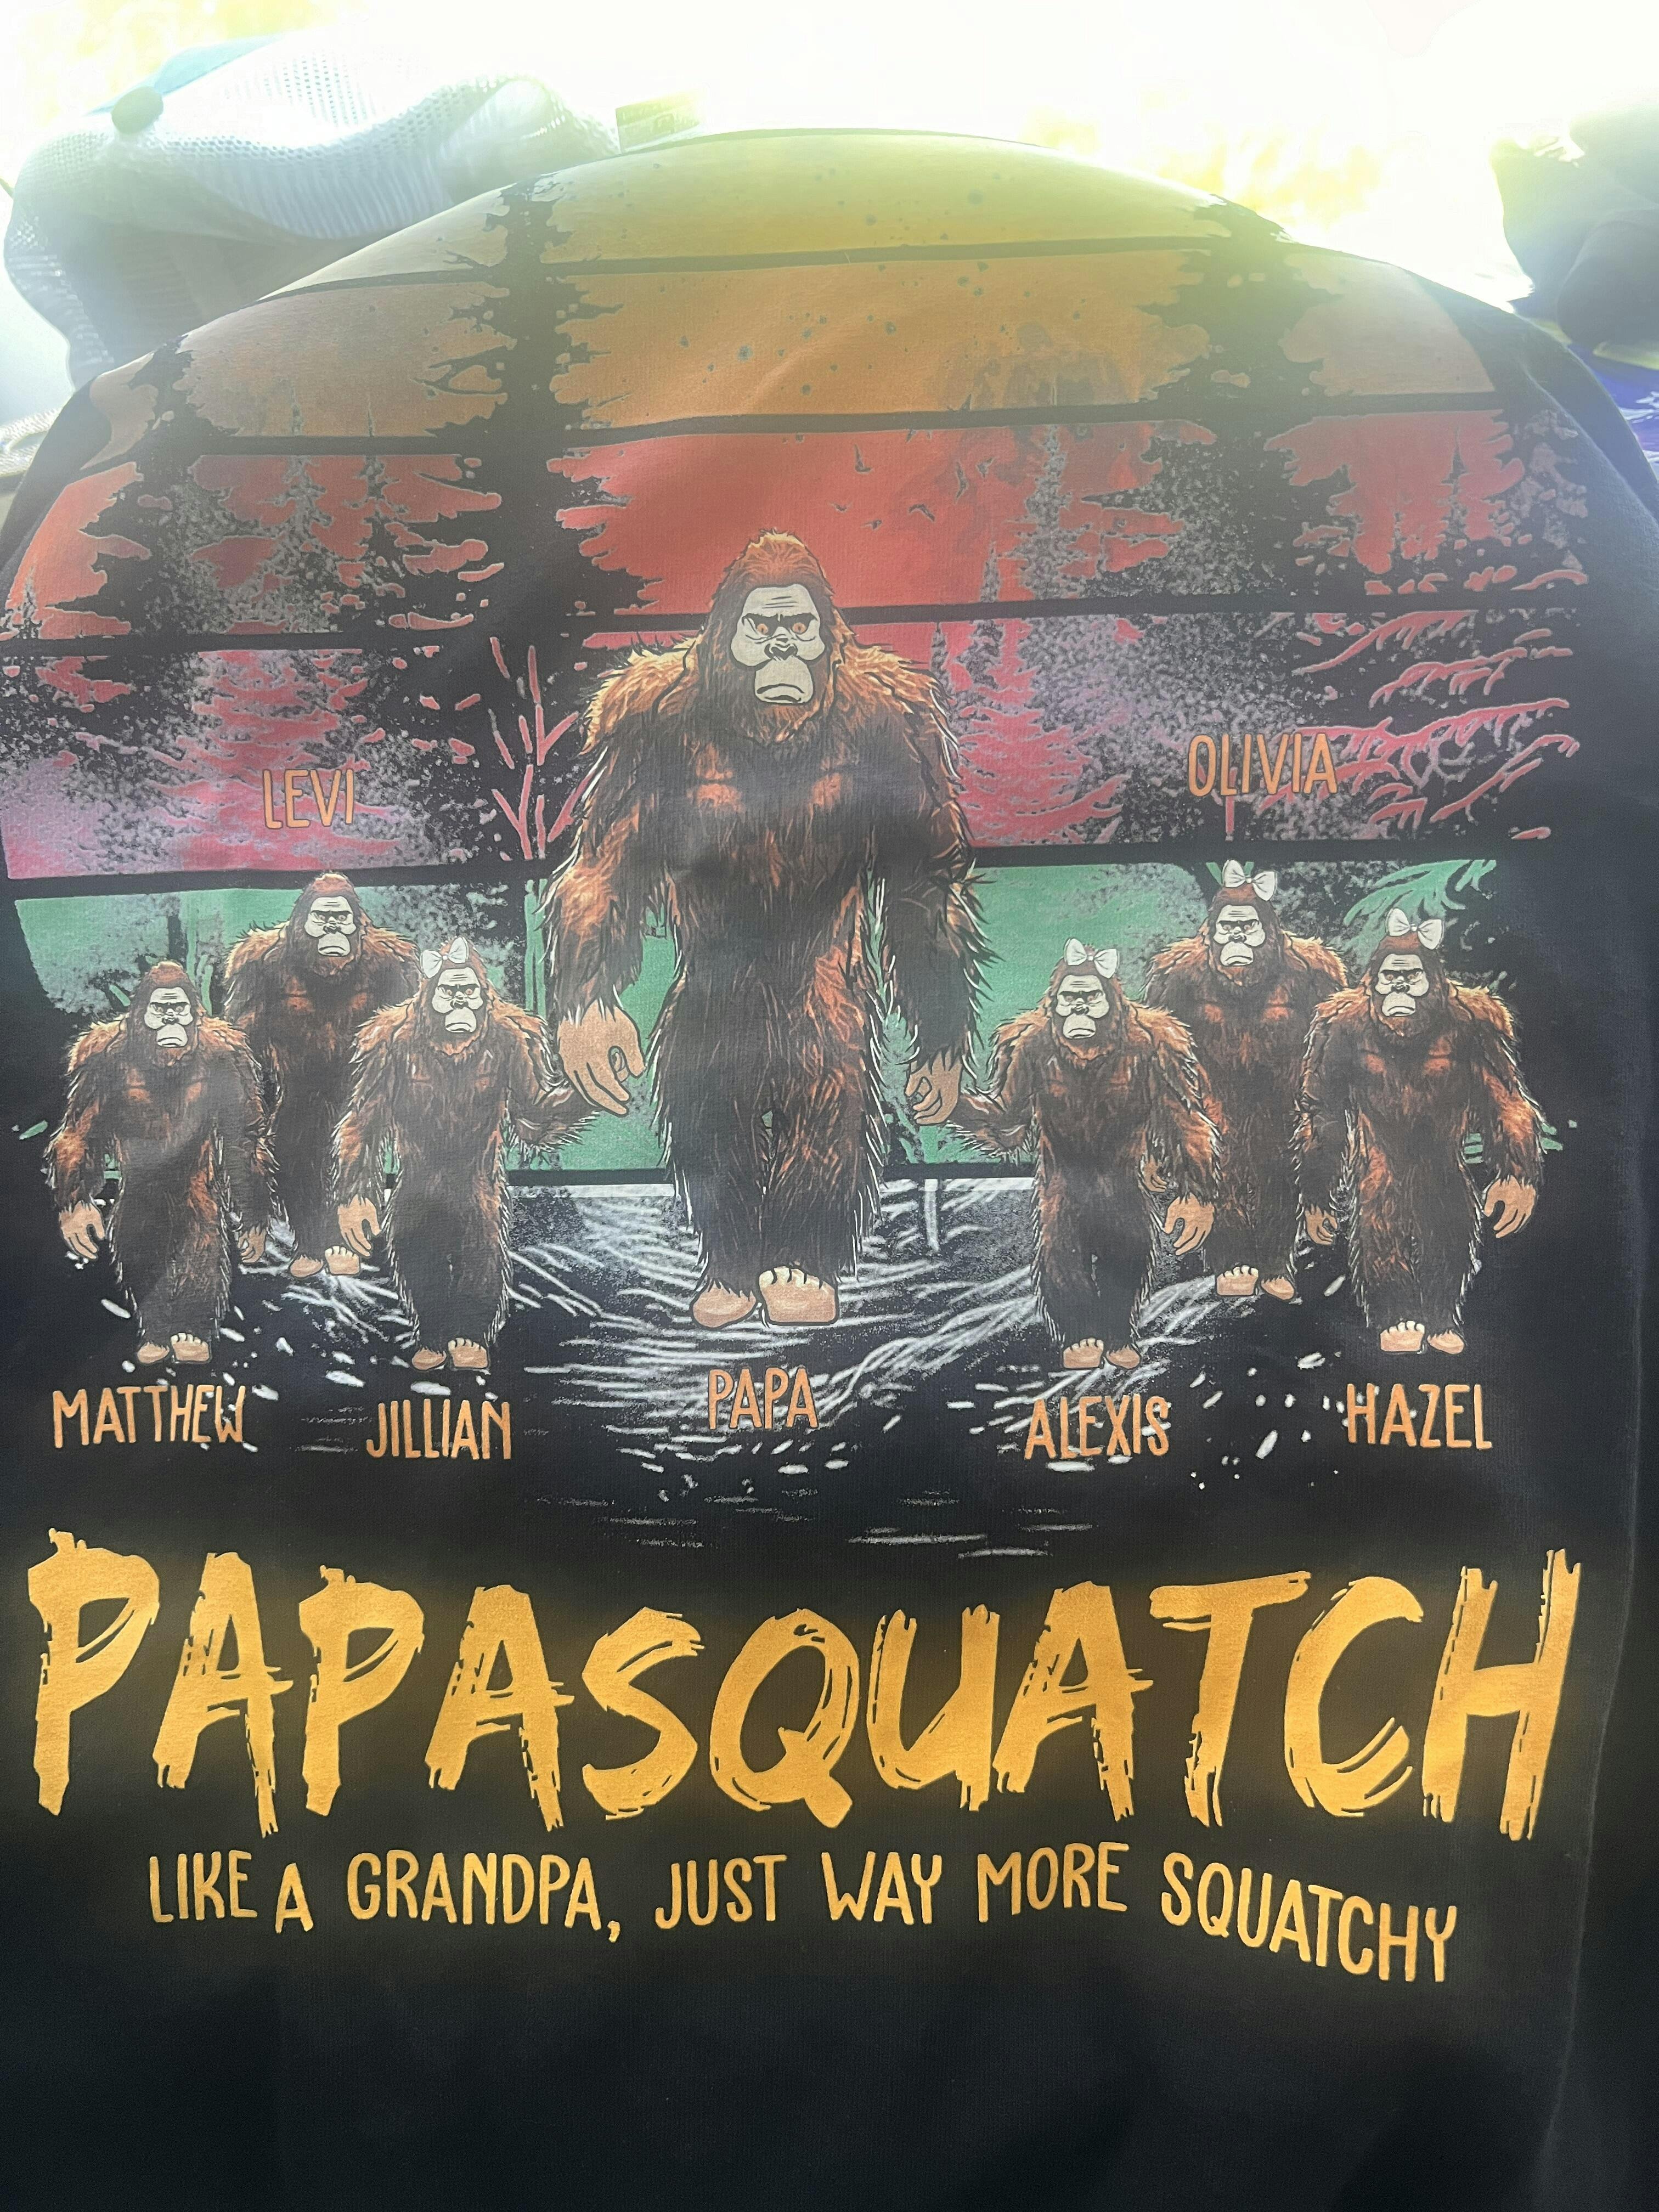 LEVI
OLIVIA
MATTHEW
JILLIAN
PAPA
ALEXIS
HAZEL
PAPASQUATCH
LIKE A GRANDPA, JUST WAY MORE SQUATCHY